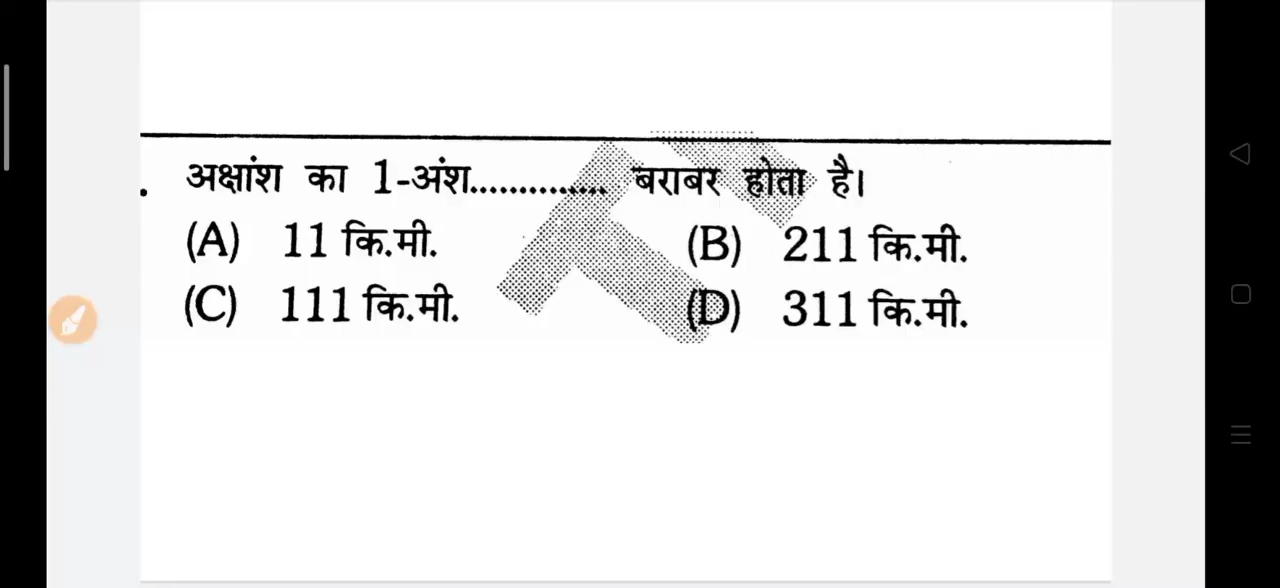 . अक्षांश का 1-अंश.............. बराबर होता है।
(A) 11 कि.मी. (B) 211 कि.मी.
(C) 111 कि.मी. (D) 311 कि.मी.